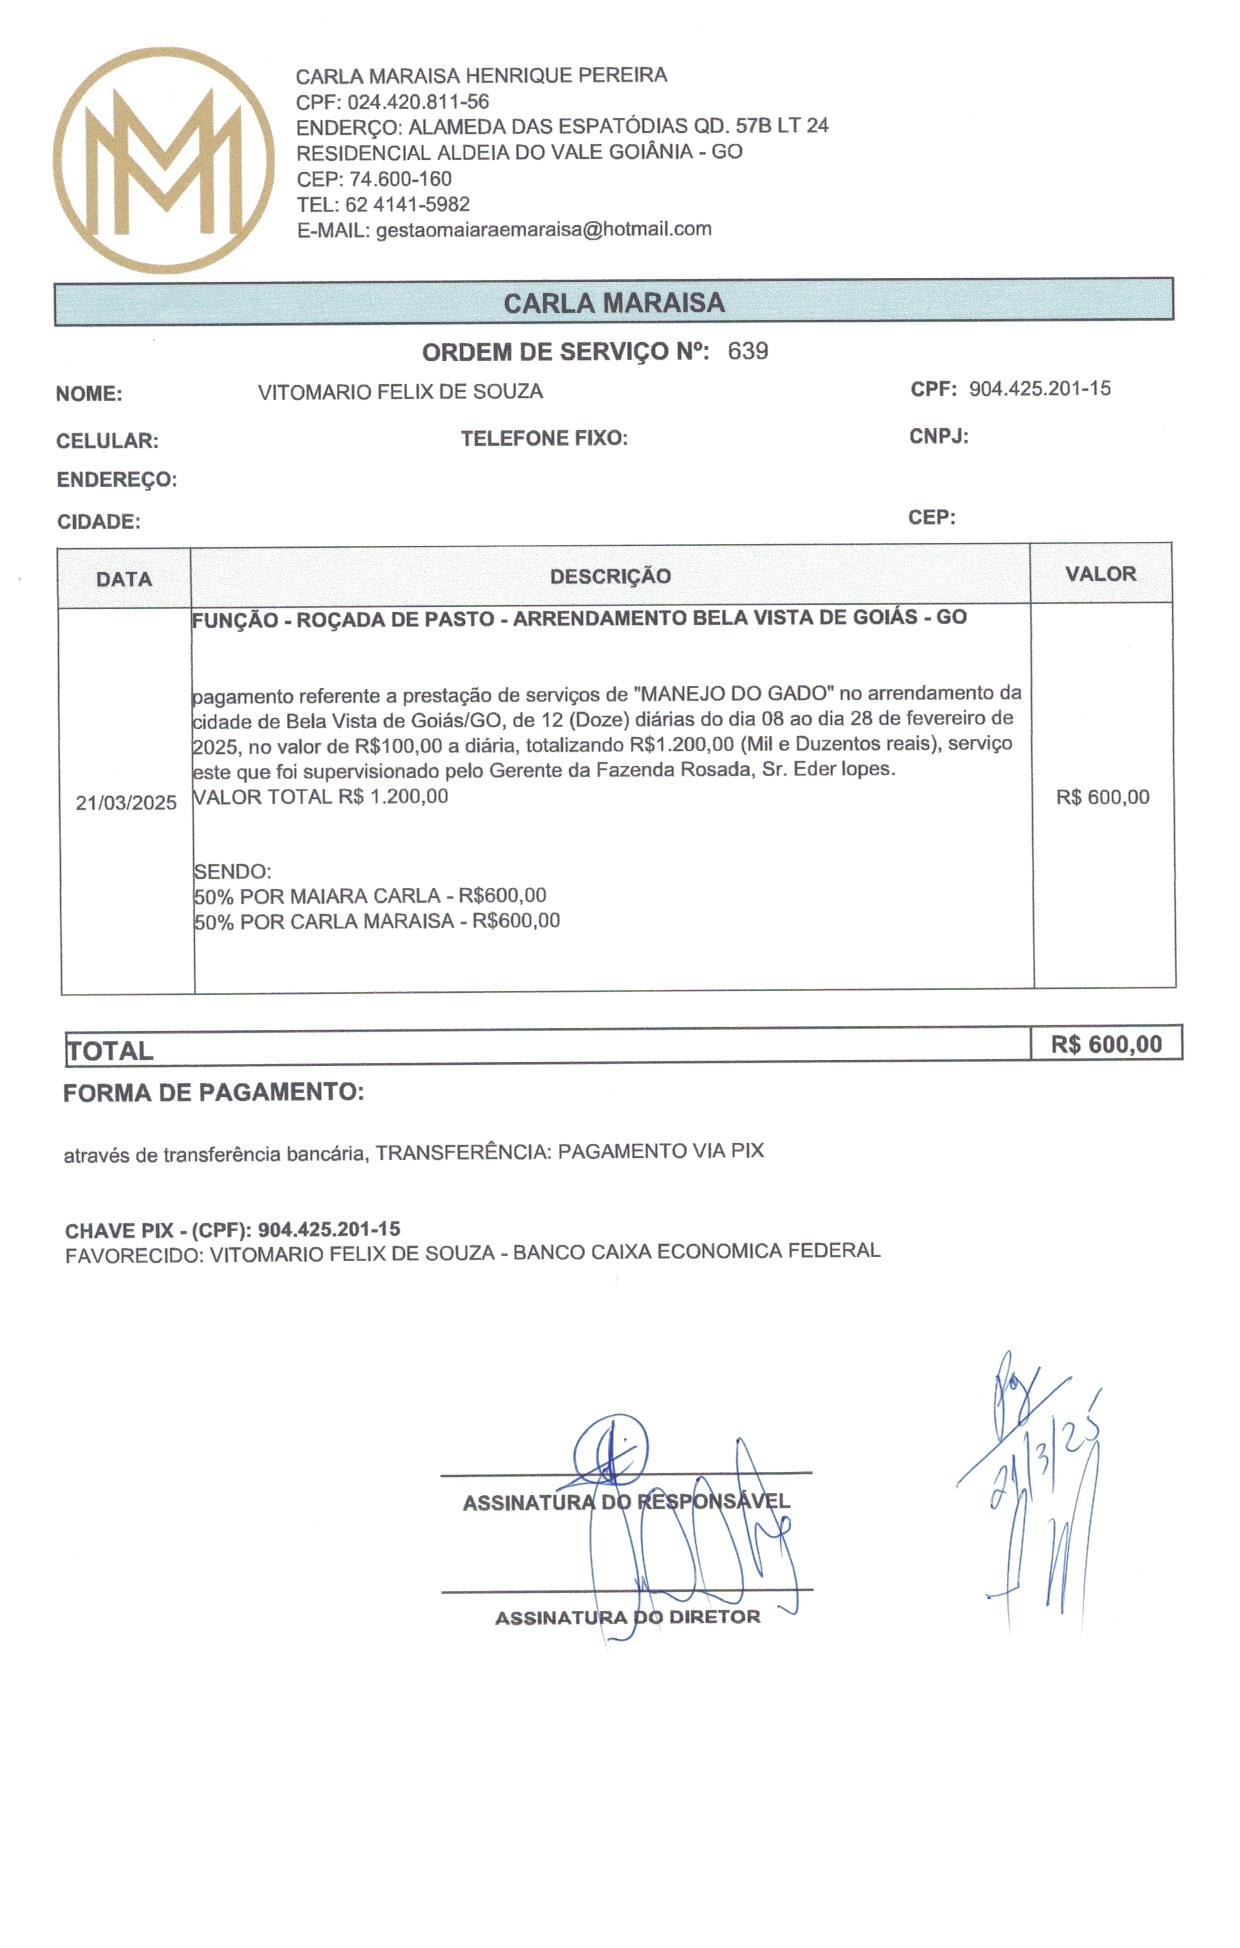 CARLA MARAISA HENRIQUE PEREIRA
CPF: 024.420.811-56
ENDERÇO: ALAMEDA DAS ESPATÓDIAS QD. 57B LT 24
RESIDENCIAL ALDEIA DO VALE GOIÂNIA - GO
CEP: 74.600-160
TEL: 62 4141-5982
E-MAIL: gestaomaiaraemaraisa@hotmail.com
CARLA MARAISA
ORDEM DE SERVIÇO Nº: 639
NOME: VITOMARIO FELIX DE SOUZA CPF: 904.425.201-15
CELULAR: TELEFONE FIXO: CNPJ:
ENDEREÇO:
CIDADE: CEP:
DATA DESCRIÇÃO VALOR
FUNÇÃO - ROÇADA DE PASTO - ARRENDAMENTO BELA VISTA DE GOIÁS - GO
pagamento referente a prestação de serviços de "MANEJO DO GADO" no arrendamento da
cidade de Bela Vista de Goiás/GO, de 12 (Doze) diárias do dia 08 ao dia 28 de fevereiro de
2025, no valor de R$100,00 a diária, totalizando R$1.200,00 (Mil e Duzentos reais), serviço
este que foi supervisionado pelo Gerente da Fazenda Rosada, Sr. Eder lopes.
21/03/2025 VALOR TOTAL R$ 1.200,00 R$ 600,00
SENDO:
50% POR MAIARA CARLA - R$600,00
50% POR CARLA MARAISA - R$600,00
TOTAL R$ 600,00
FORMA DE PAGAMENTO:
através de transferência bancária, TRANSFERÊNCIA: PAGAMENTO VIA PIX
CHAVE PIX - (CPF): 904.425.201-15
FAVORECIDO: VITOMARIO FELIX DE SOUZA - BANCO CAIXA ECONOMICA FEDERAL
Pg
21/3/25
ASSINATURA DO RESPONSÁVEL
ASSINATURA DO DIRETOR